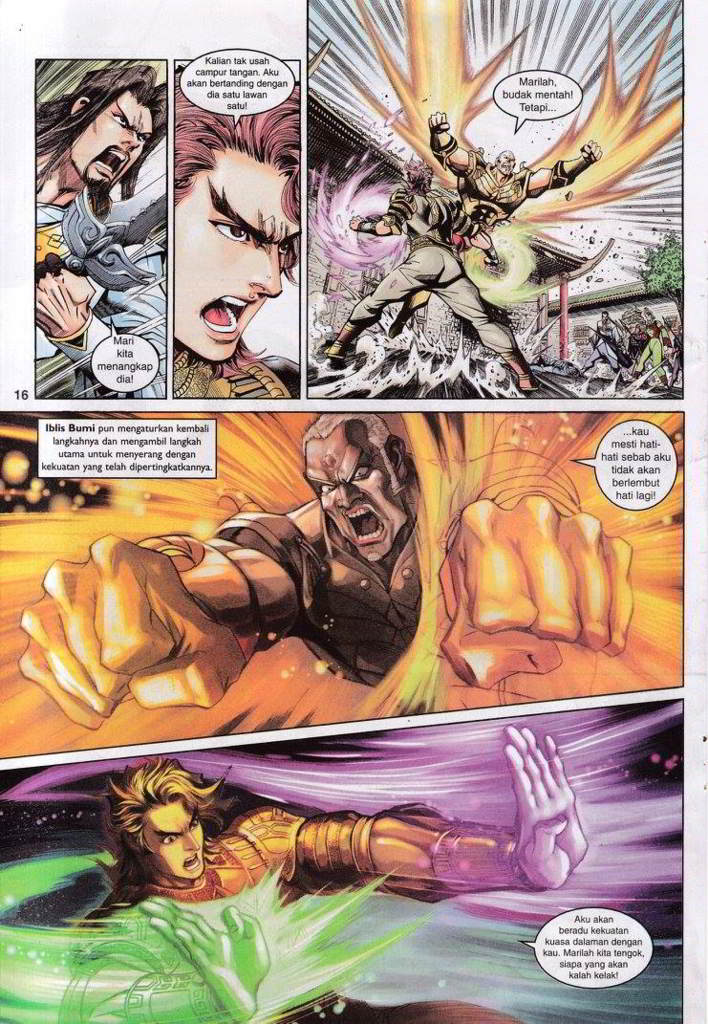 Mari
kita
menangkap
dia!
Kalian tak usah
campur tangan. Aku
akan bertanding dengan
dia satu lawan
satu!
Marilah,
budak mentah!
Tetapi...
16
Iblis Bumi pun mengaturkan kembali
langkahnya dan mengambil langkah
utama untuk menyerang dengan
kekuatan yang telah dipertingkatkannya.
...kau
mesti hati-
hati sebab aku
tidak akan
berlembut
hati lagi!
Aku akan
beradu kekuatan
kuasa dalaman dengan
kau. Marilah kita tengok,
siapa yang akan
kalah kelak!